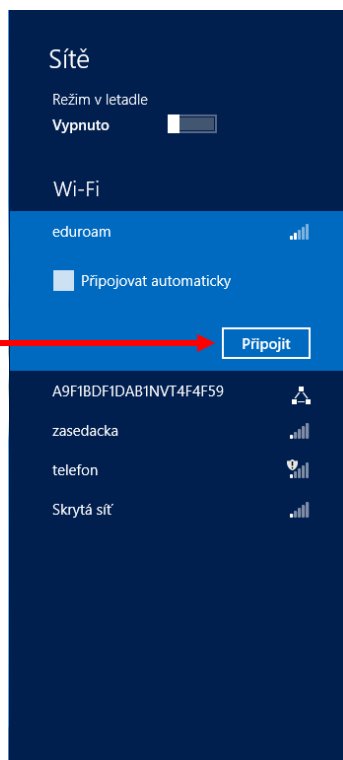 Sítě
Režim v letadle
Vypnuto
Wi-Fi
eduroam
Připojovat automaticky
Připojit
A9F1BDF1DAB1NVT4F4F59
zasedacka
telefon
Skrytá síť